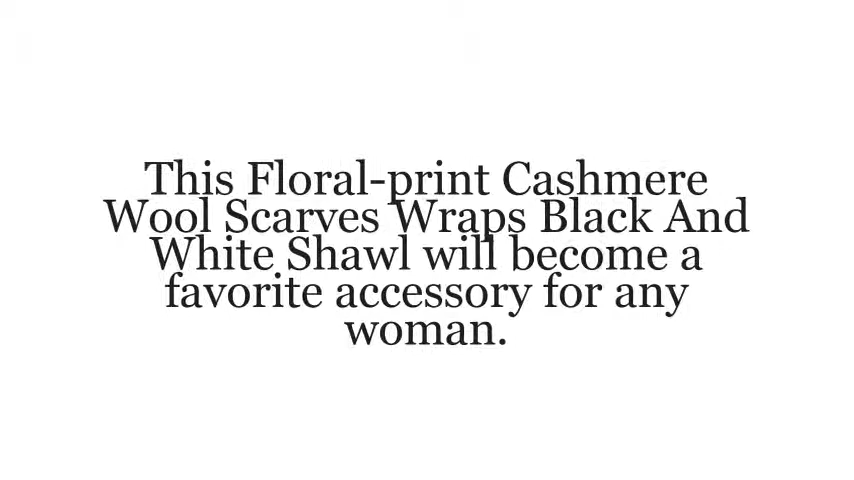 This Floral-print Cashmere
Wool Scarves Wraps Black And
White Shawl will become a
favorite accessory for any
woman.